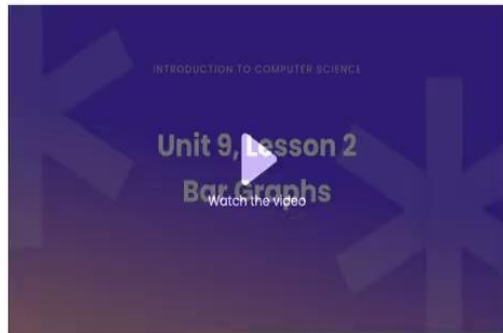 INTRODUCTION TO COMPUTER SCIENCE
Unit 9, Lesson 2
Bar Graphs
Watch the video